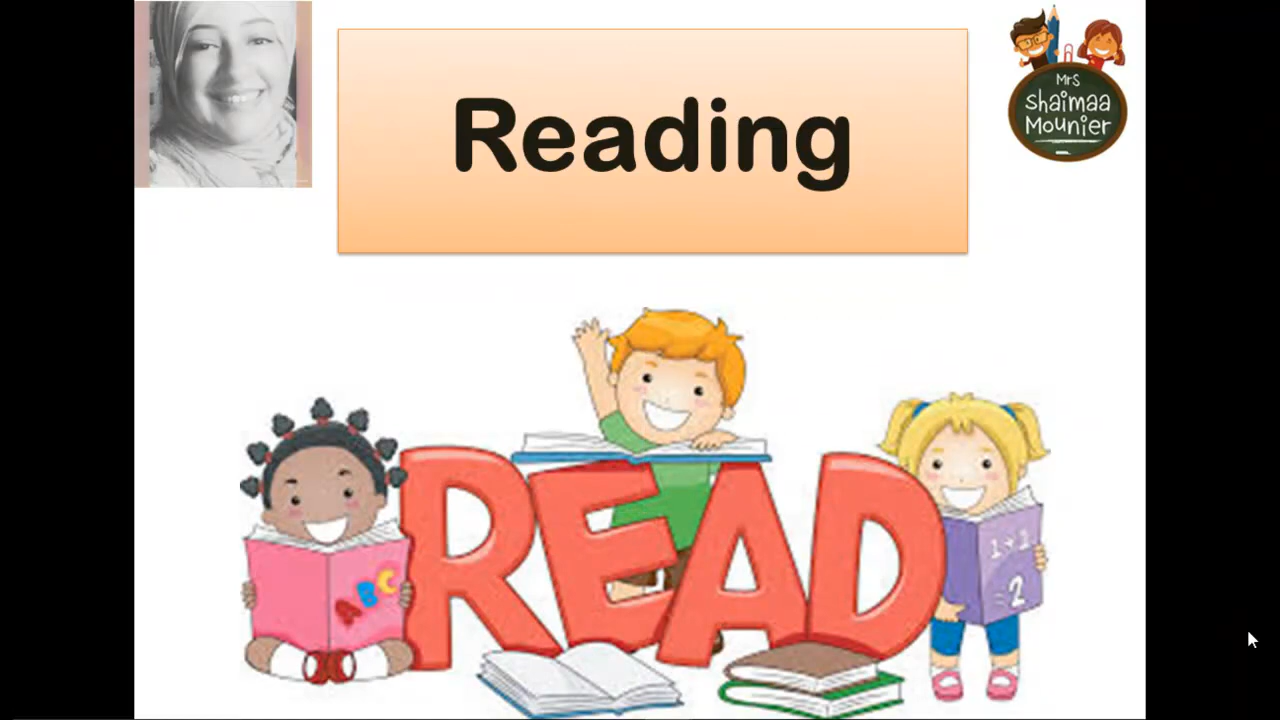 Reading
Mrs
Shaimaa
Mounier
READ
ABC
1+1
=2